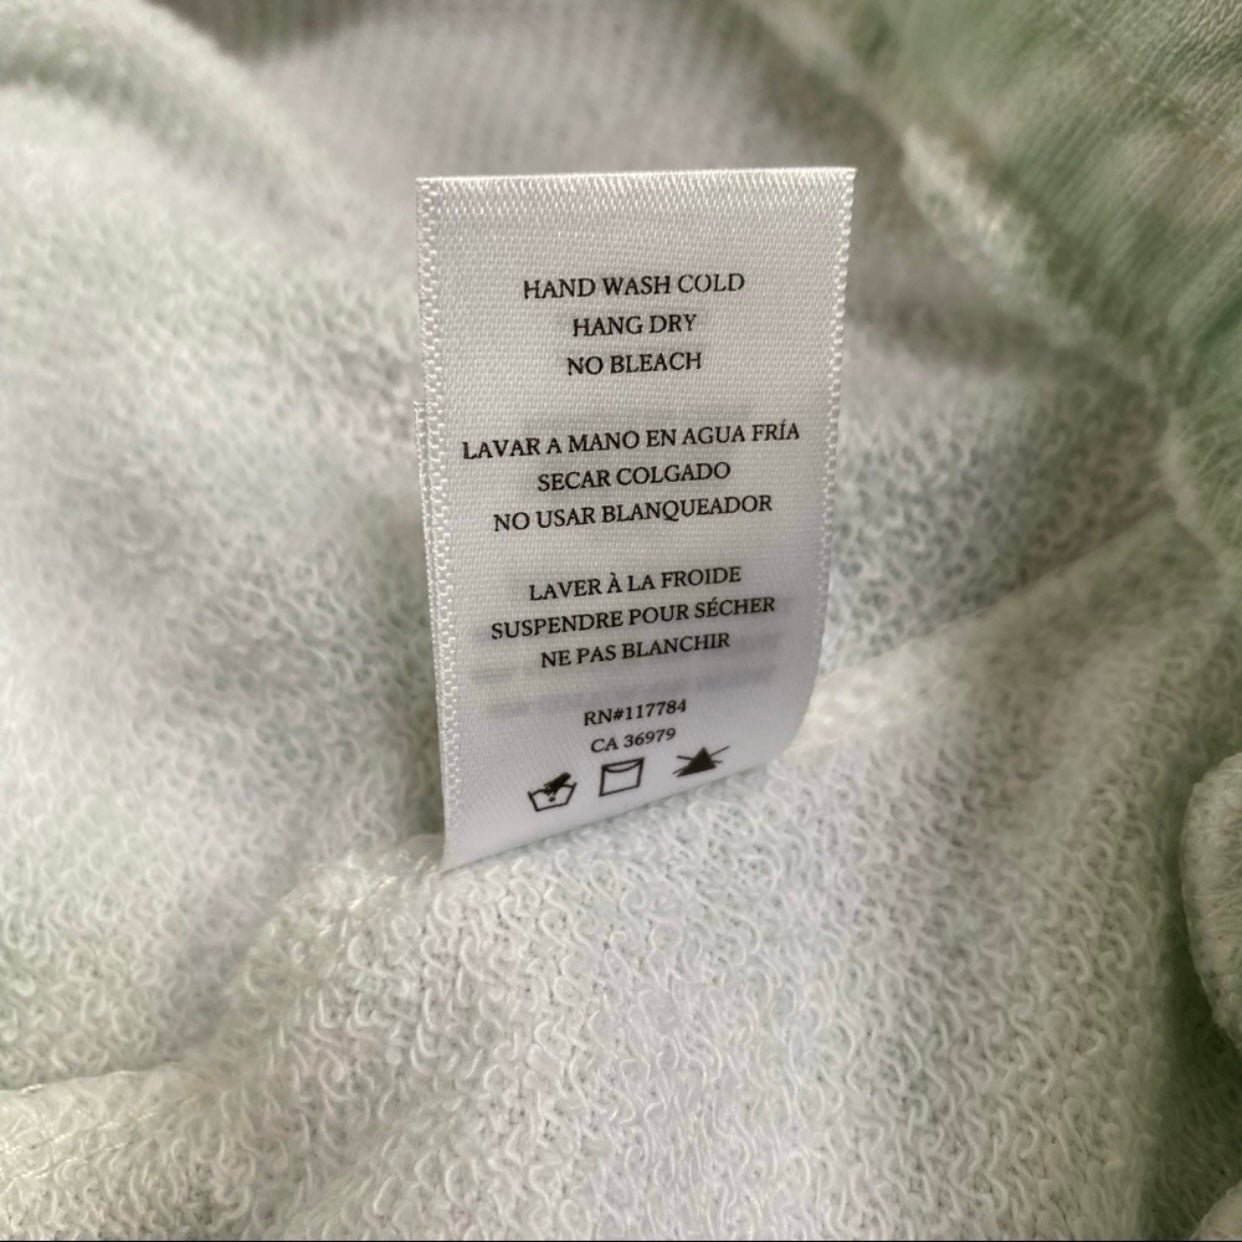 HAND WASH COLD
HANG DRY
NO BLEACH
LAVAR A MANO EN AGUA FRÍA
SECAR COLGADO
NO USAR BLANQUEADOR
LAVER À LA FROIDE
SUSPENDRE POUR SÉCHER
NE PAS BLANCHIR
RN#117784
CA 36979